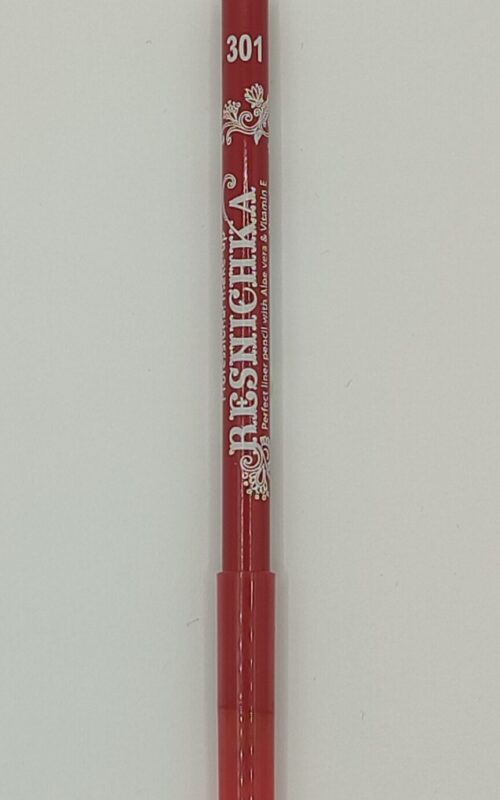 301
RESNICHKA
Perfect liner pencil with Aloe vera & Vitamin E